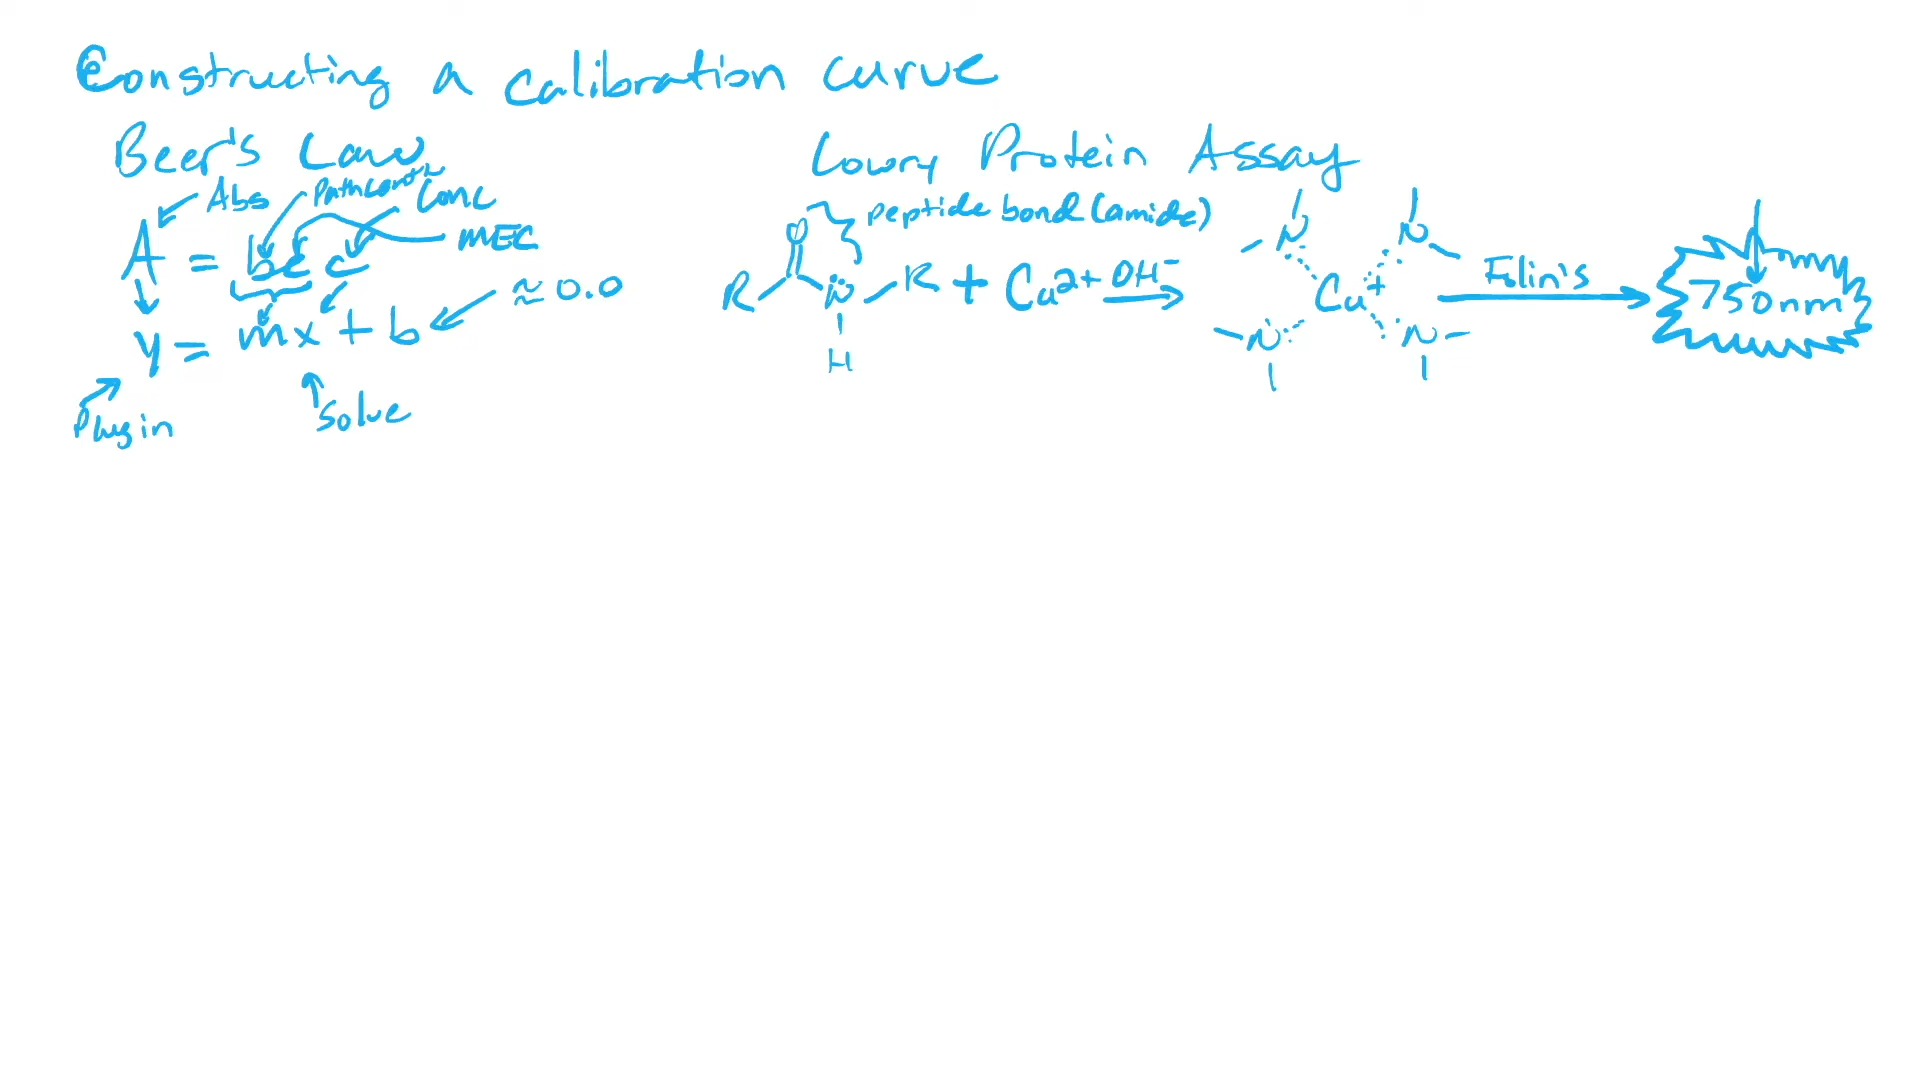 Constructing a calibration curve
Beer's Law
Abs
Pathlength
Conc
MEC
A = bεc
y = mx + b
≈ 0.0
Plug in
Solve
Lowry Protein Assay
peptide bond (amide)
O
R N R + Cu2+ OH-
H
N N
Cu+
N N
Folin's
750nm